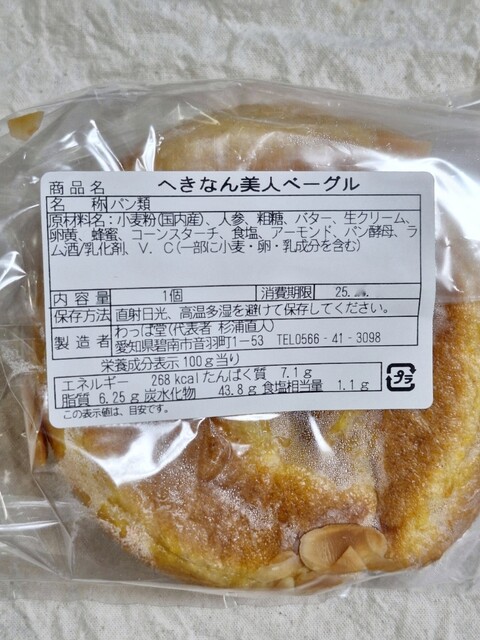 商品名 へきなん美人ベーグル
名 称 パン類
原材料名：小麦粉(国内産)、人参、粗糖、バター、生クリーム、
卵黄、蜂蜜、コーンスターチ、食塩、アーモンド、パン酵母、ラ
ム酒/乳化剤、Ｖ．Ｃ(一部に小麦・卵・乳成分を含む)
内容量 1個 消費期限 25.
保存方法 直射日光、高温多湿を避けて保存してください。
製造者 わっぱ堂(代表者 杉浦直人)
愛知県碧南市音羽町1－53 TEL0566－41－3098
栄養成分表示100g当り
エネルギー 268kcal たんぱく質 7.1g
脂質 6.25g 炭水化物 43.8g 食塩相当量 1.1g
この表示値は、目安です。
プラ